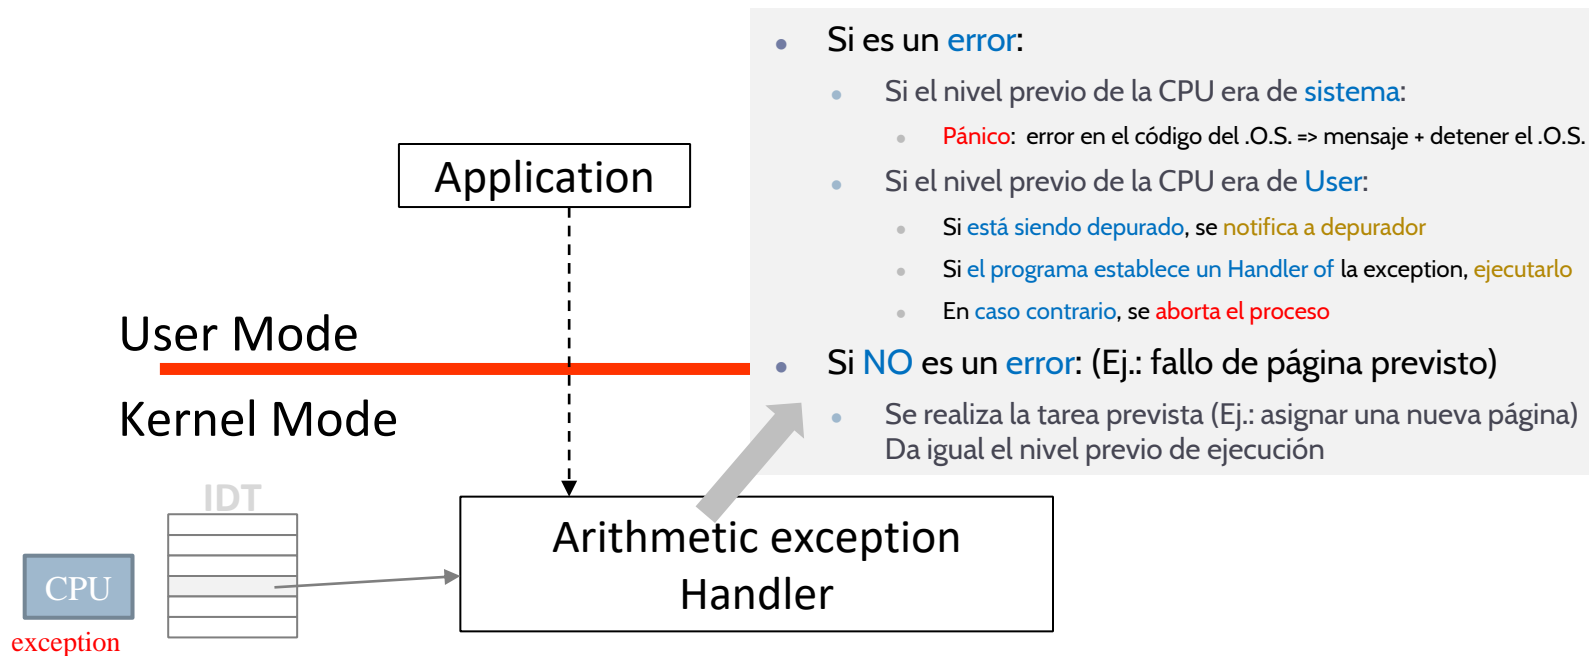 Si es un error:
Si el nivel previo de la CPU era de sistema:
Pánico: error en el código del .O.S. => mensaje + detener el .O.S.
Si el nivel previo de la CPU era de User:
Si está siendo depurado, se notifica a depurador
Si el programa establece un Handler of la exception, ejecutarlo
En caso contrario, se aborta el proceso
Si NO es un error: (Ej.: fallo de página previsto)
Se realiza la tarea prevista (Ej.: asignar una nueva página)
Da igual el nivel previo de ejecución
Application
User Mode
Kernel Mode
IDT
CPU
exception
Arithmetic exception
Handler